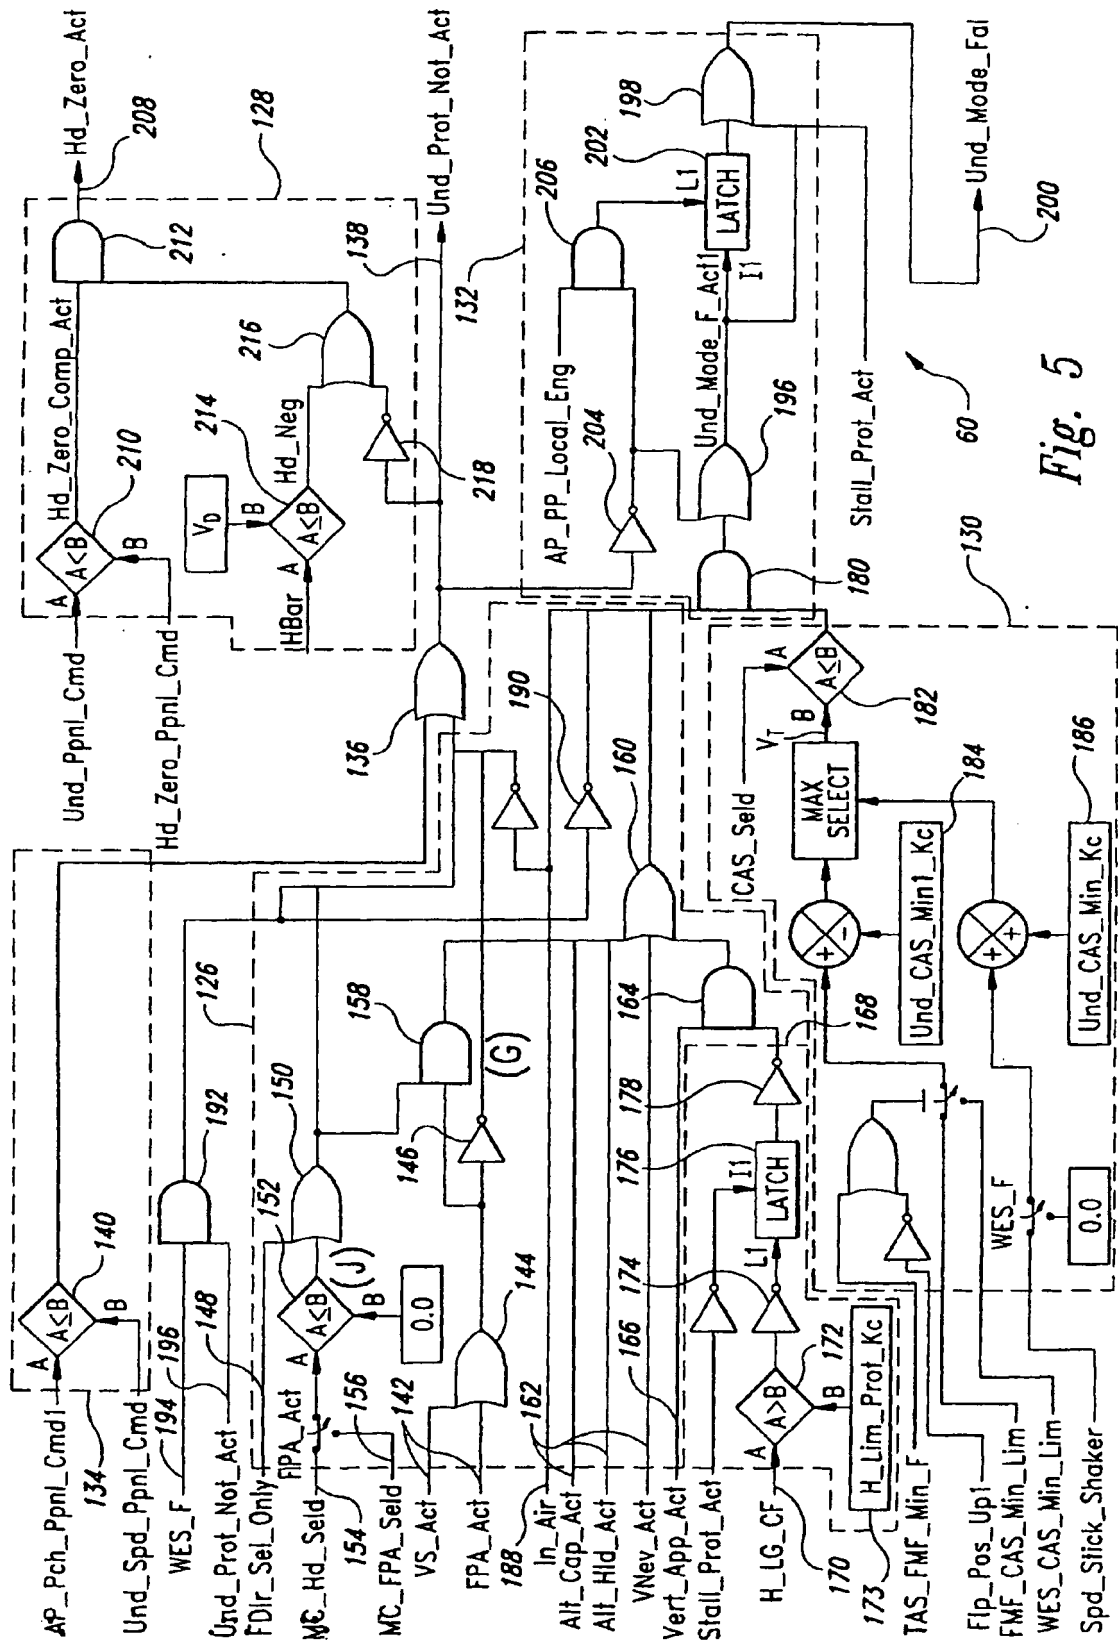 AP_Pch_Ppnl_Cmd1
134
Und_Spd_Ppnl_Cmd
194
WES_F
196
Und_Prot_Not_Act
148
FDlr_Sel_Only
MC_Hd_Seld
154
FPA_Act
156
MC_FPA_Seld
VS_Act
142
FPA_Act
188
In_Air
Alt_Cap_Act
162
Alt_Hld_Act
VNev_Act
166
Vert_App_Act
Stall_Prot_Act
H_LG_CF
170
173
H_Lim_Prot_Kc
TAS_FMF_Min_F
Flp_Pos_Up1
FMF_CAS_Min_Lim
WES_CAS_Min_Lim
Spd_Stick_Shaker
A
A≤B
B
140
192
126
152
150
A
A≤B
B
(J)
0.0
144
146
158
(G)
A
A>B
B
172
174
L1
I1
LATCH
176
178
164
168
160
190
136
WES_F
0.0
Und_CAS_Min1_Kc
184
Und_CAS_Min_Kc
186
+
-
+
+
MAX
SELECT
VT
B
A≤B
A
182
CAS_Seld
130
180
Und_Ppnl_Cmd
Hd_Zero_Ppnl_Cmd
A
A<B
B
210
Hd_Zero_Comp_Act
VD
B
HBar
A
A≤B
214
Hd_Neg
216
218
212
128
208
Hd_Zero_Act
138
Und_Prot_Not_Act
132
AP_PP_Local_Eng
204
206
196
Und_Mode_F_Act1
I1
L1
LATCH
202
198
Stall_Prot_Act
Und_Mode_Fal
200
60
Fig. 5